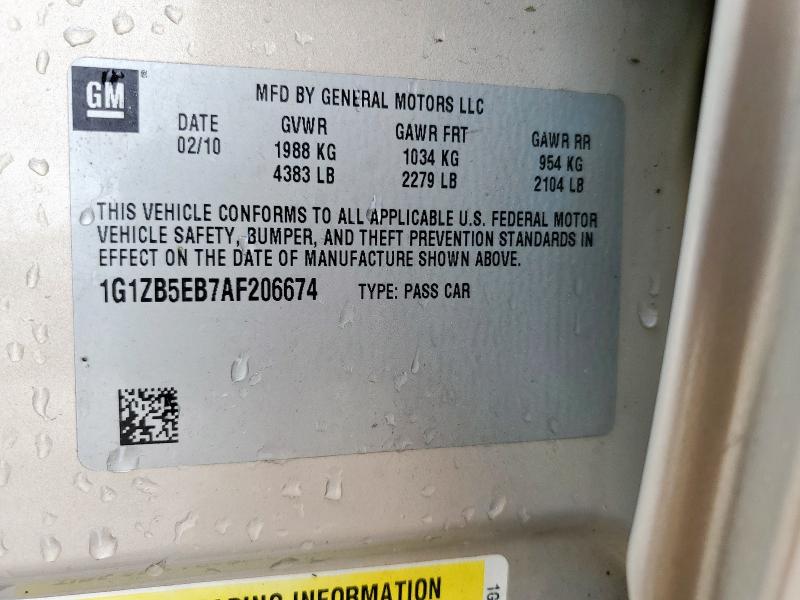 GM
MFD BY GENERAL MOTORS LLC
DATE GVWR GAWR FRT GAWR RR
02/10 1988 KG 1034 KG 954 KG
4383 LB 2279 LB 2104 LB
THIS VEHICLE CONFORMS TO ALL APPLICABLE U.S. FEDERAL MOTOR
VEHICLE SAFETY, BUMPER, AND THEFT PREVENTION STANDARDS IN
EFFECT ON THE DATE OF MANUFACTURE SHOWN ABOVE.
1G1ZB5EB7AF206674 TYPE: PASS CAR
INFORMATION
1G